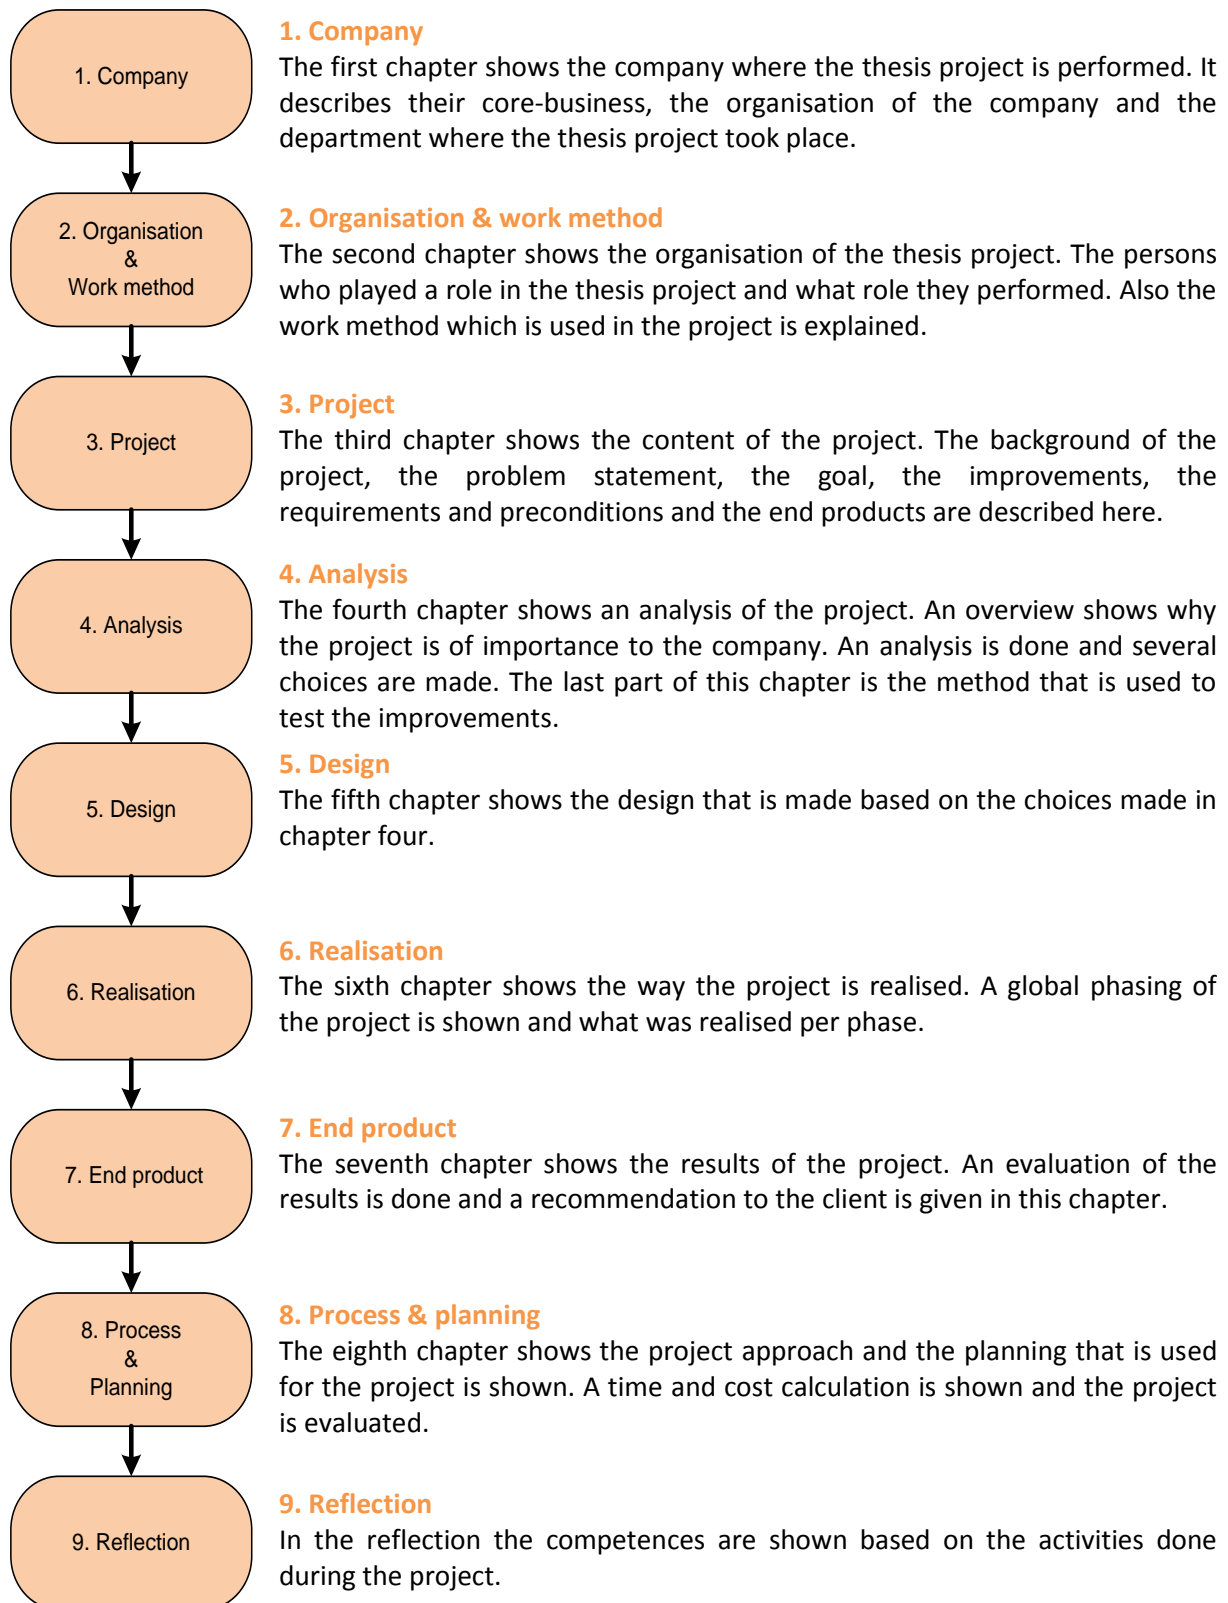 1. Company
1. Company
The first chapter shows the company where the thesis project is performed. It
describes their core-business, the organisation of the company and the
department where the thesis project took place.
2. Organisation
&
Work method
2. Organisation & work method
The second chapter shows the organisation of the thesis project. The persons
who played a role in the thesis project and what role they performed. Also the
work method which is used in the project is explained.
3. Project
3. Project
The third chapter shows the content of the project. The background of the
project, the problem statement, the goal, the improvements, the
requirements and preconditions and the end products are described here.
4. Analysis
4. Analysis
The fourth chapter shows an analysis of the project. An overview shows why
the project is of importance to the company. An analysis is done and several
choices are made. The last part of this chapter is the method that is used to
test the improvements.
5. Design
5. Design
The fifth chapter shows the design that is made based on the choices made in
chapter four.
6. Realisation
6. Realisation
The sixth chapter shows the way the project is realised. A global phasing of
the project is shown and what was realised per phase.
7. End product
7. End product
The seventh chapter shows the results of the project. An evaluation of the
results is done and a recommendation to the client is given in this chapter.
8. Process
&
Planning
8. Process & planning
The eighth chapter shows the project approach and the planning that is used
for the project is shown. A time and cost calculation is shown and the project
is evaluated.
9. Reflection
9. Reflection
In the reflection the competences are shown based on the activities done
during the project.